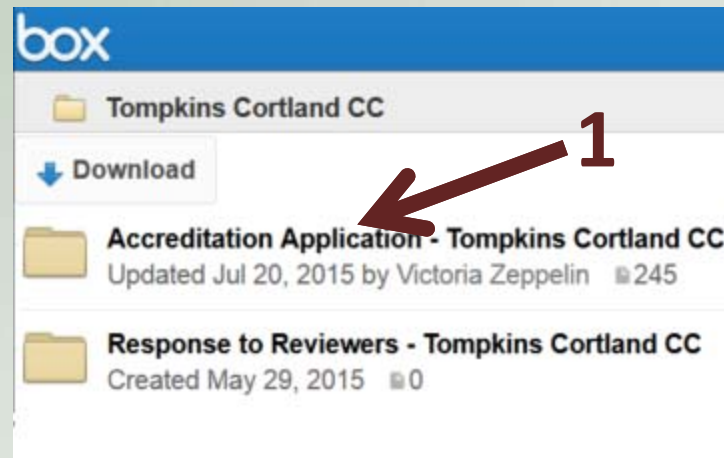 box
Tompkins Cortland CC
Download
1
Accreditation Application - Tompkins Cortland CC
Updated Jul 20, 2015 by Victoria Zeppelin 245
Response to Reviewers - Tompkins Cortland CC
Created May 29, 2015 0